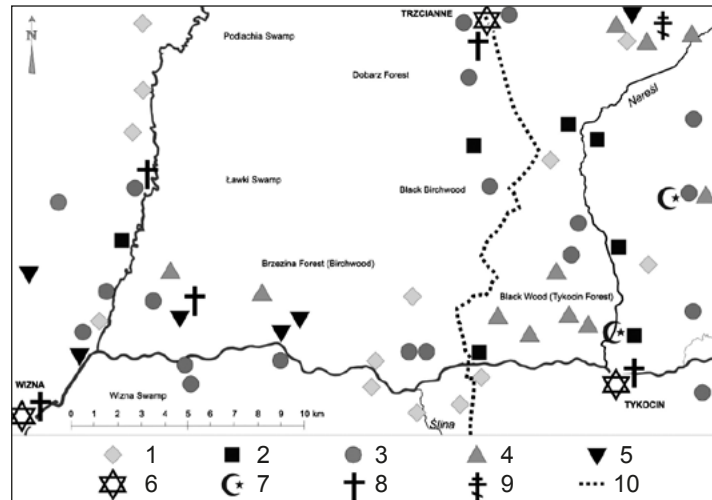 TRZCIANNE
N
Podlachia Swamp
Dobarz Forest
Nereśl
Ławki Swamp
Black Birchwood
Brzezina Forest (Birchwood)
Black Wood (Tykocin Forest)
WIZNA
Wizna Swamp
TYKOCIN
0 1 2 3 4 5 6 7 8 9 10 km
Ślina
1 2 3 4 5
6 7 8 9 10